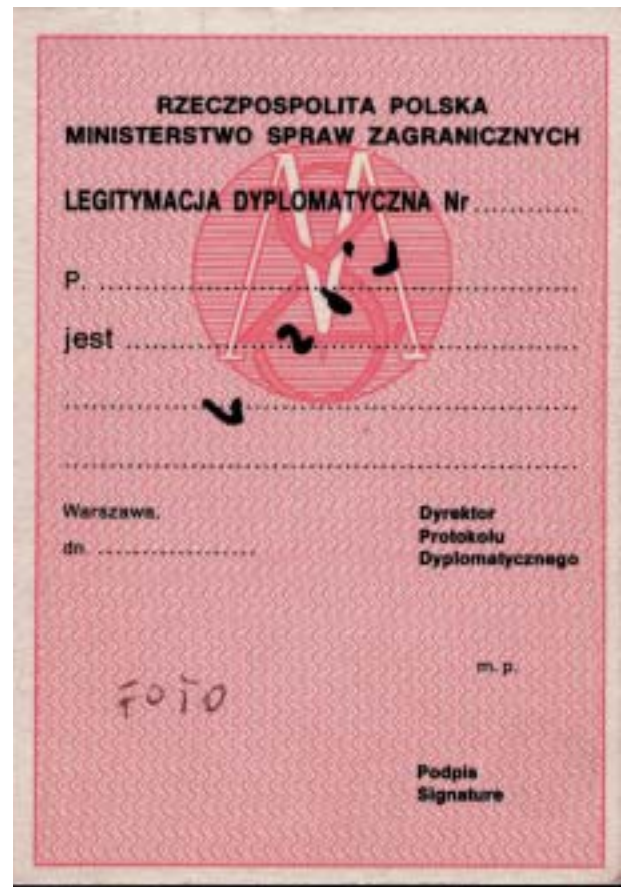 RZECZPOSPOLITA POLSKA
MINISTERSTWO SPRAW ZAGRANICZNYCH
LEGITYMACJA DYPLOMATYCZNA Nr ............
P. ............................................................
jest ........................................................
................................................................
................................................................
Warszawa,
dn. ......................
Dyrektor
Protokołu
Dyplomatycznego
m. p.
FOTO
Podpis
Signature